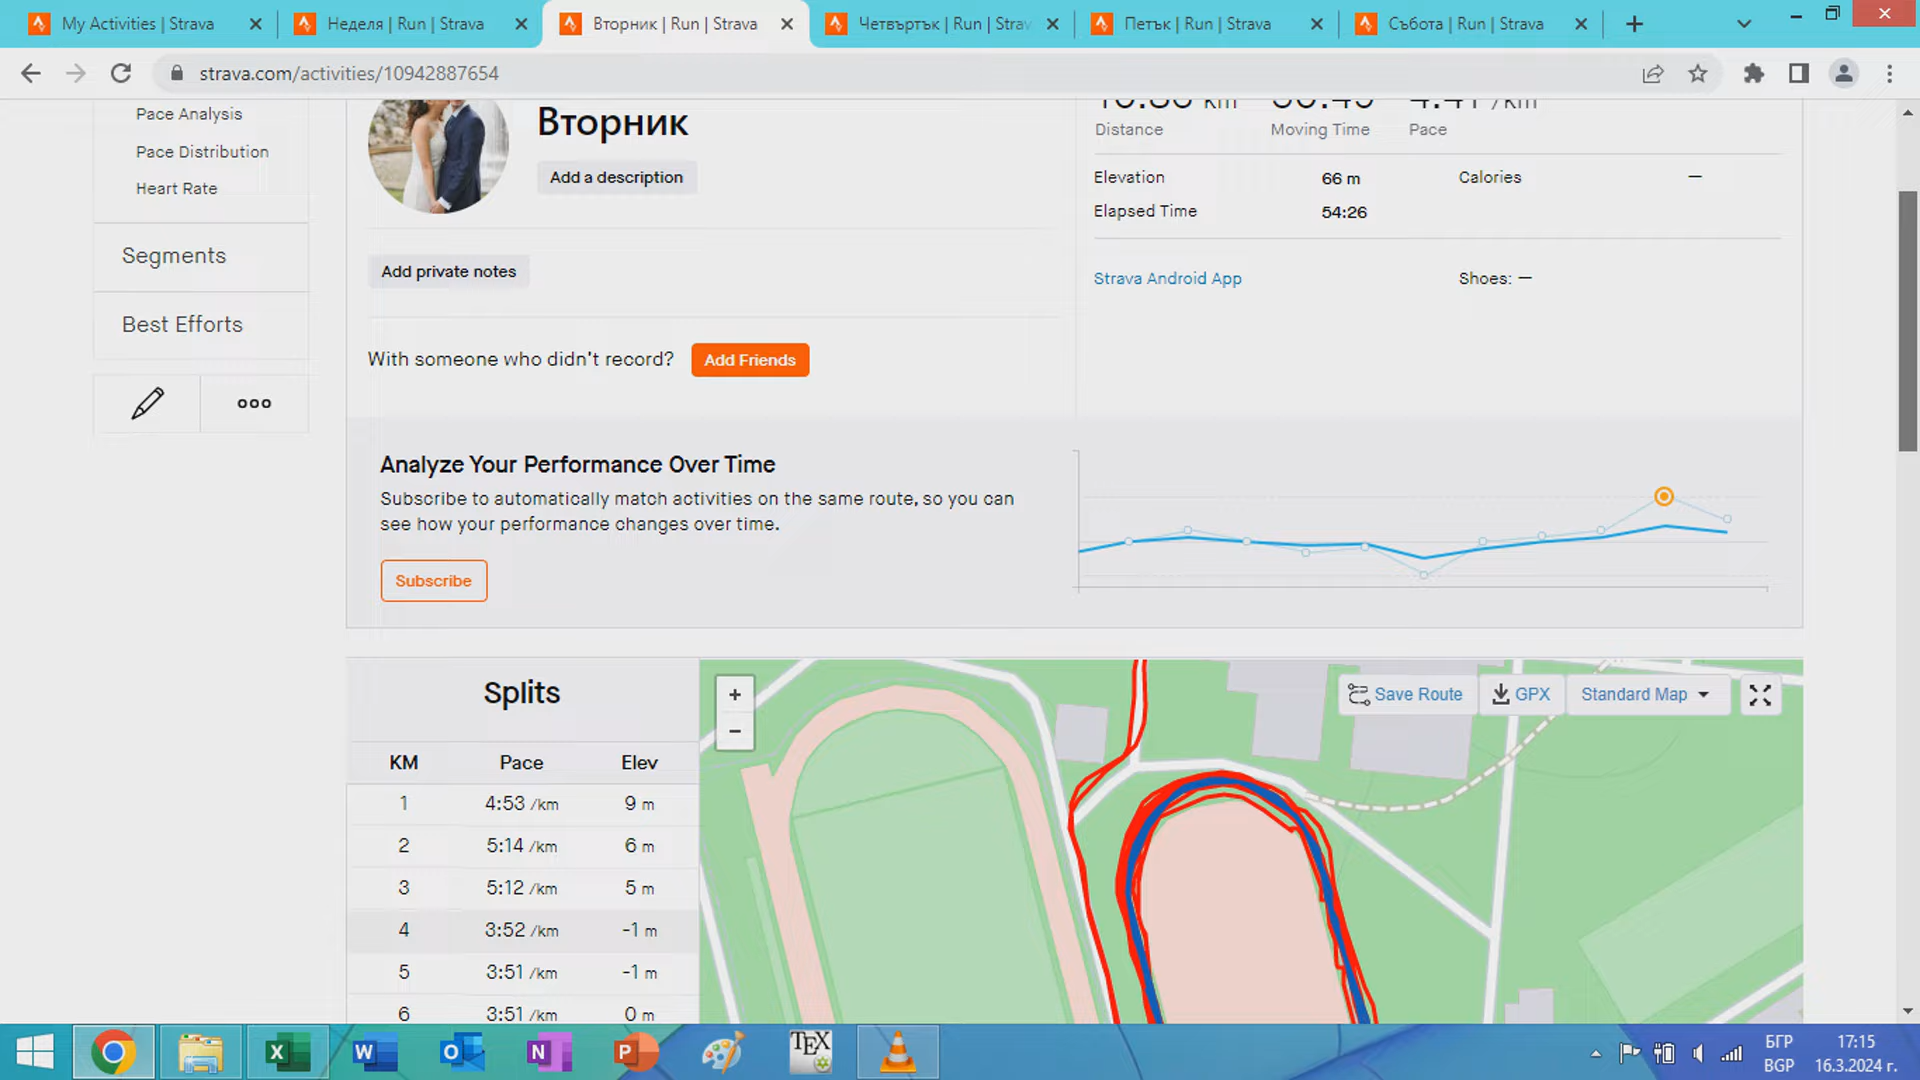 My Activities | Strava
Неделя | Run | Strava
Вторник | Run | Strava
Четвъртък | Run | Strav
Петък | Run | Strava
Събота | Run | Strava
strava.com/activities/10942887654
Pace Analysis
Pace Distribution
Heart Rate
Segments
Best Efforts
Вторник
Add a description
Add private notes
With someone who didn't record?
Add Friends
km
/km
Distance
Moving Time
Pace
Elevation
66 m
Calories
—
Elapsed Time
54:26
Strava Android App
Shoes: —
Analyze Your Performance Over Time
Subscribe to automatically match activities on the same route, so you can
see how your performance changes over time.
Subscribe
Splits
KM Pace Elev
1 4:53 /km 9 m
2 5:14 /km 6 m
3 5:12 /km 5 m
4 3:52 /km -1 m
5 3:51 /km -1 m
6 3:51 /km 0 m
+
−
Save Route
GPX
Standard Map
TEX
БГР
BGP
17:15
16.3.2024 г.